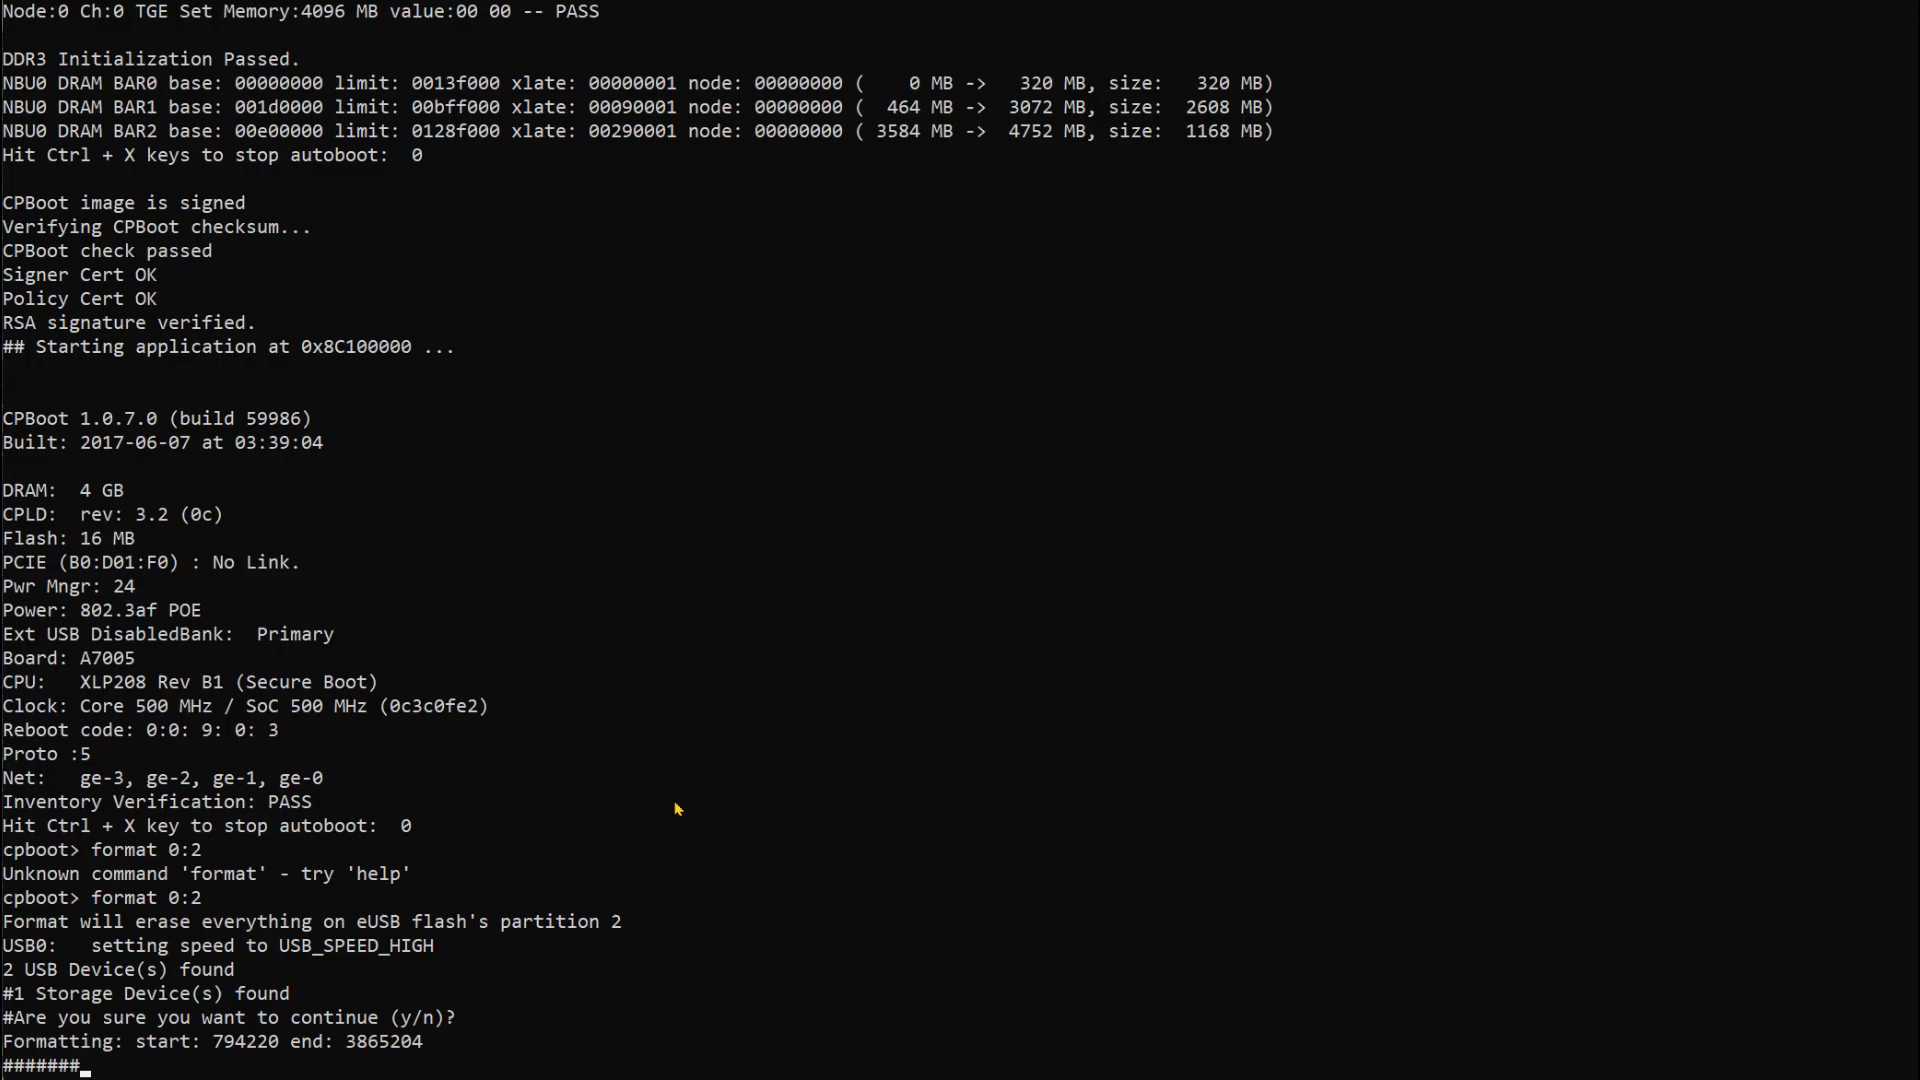 Node:0 Ch:0 TGE Set Memory:4096 MB value:00 00 -- PASS
DDR3 Initialization Passed.
NBU0 DRAM BAR0 base: 00000000 limit: 0013f000 xlate: 00000001 node: 00000000 (    0 MB ->   320 MB, size:   320 MB)
NBU0 DRAM BAR1 base: 001d0000 limit: 00bff000 xlate: 00090001 node: 00000000 (  464 MB ->  3072 MB, size:  2608 MB)
NBU0 DRAM BAR2 base: 00e00000 limit: 0128f000 xlate: 00290001 node: 00000000 ( 3584 MB ->  4752 MB, size:  1168 MB)
Hit Ctrl + X keys to stop autoboot:  0
CPBoot image is signed
Verifying CPBoot checksum...
CPBoot check passed
Signer Cert OK
Policy Cert OK
RSA signature verified.
## Starting application at 0x8C100000 ...
CPBoot 1.0.7.0 (build 59986)
Built: 2017-06-07 at 03:39:04
DRAM:  4 GB
CPLD:  rev: 3.2 (0c)
Flash: 16 MB
PCIE (B0:D01:F0) : No Link.
Pwr Mngr: 24
Power: 802.3af POE
Ext USB DisabledBank:  Primary
Board: A7005
CPU:   XLP208 Rev B1 (Secure Boot)
Clock: Core 500 MHz / SoC 500 MHz (0c3c0fe2)
Reboot code: 0:0: 9: 0: 3
Proto :5
Net:   ge-3, ge-2, ge-1, ge-0
Inventory Verification: PASS
Hit Ctrl + X key to stop autoboot:  0
cpboot> format 0:2
Unknown command 'format' - try 'help'
cpboot> format 0:2
Format will erase everything on eUSB flash's partition 2
USB0:   setting speed to USB_SPEED_HIGH
2 USB Device(s) found
#1 Storage Device(s) found
#Are you sure you want to continue (y/n)?
Formatting: start: 794220 end: 3865204
#######